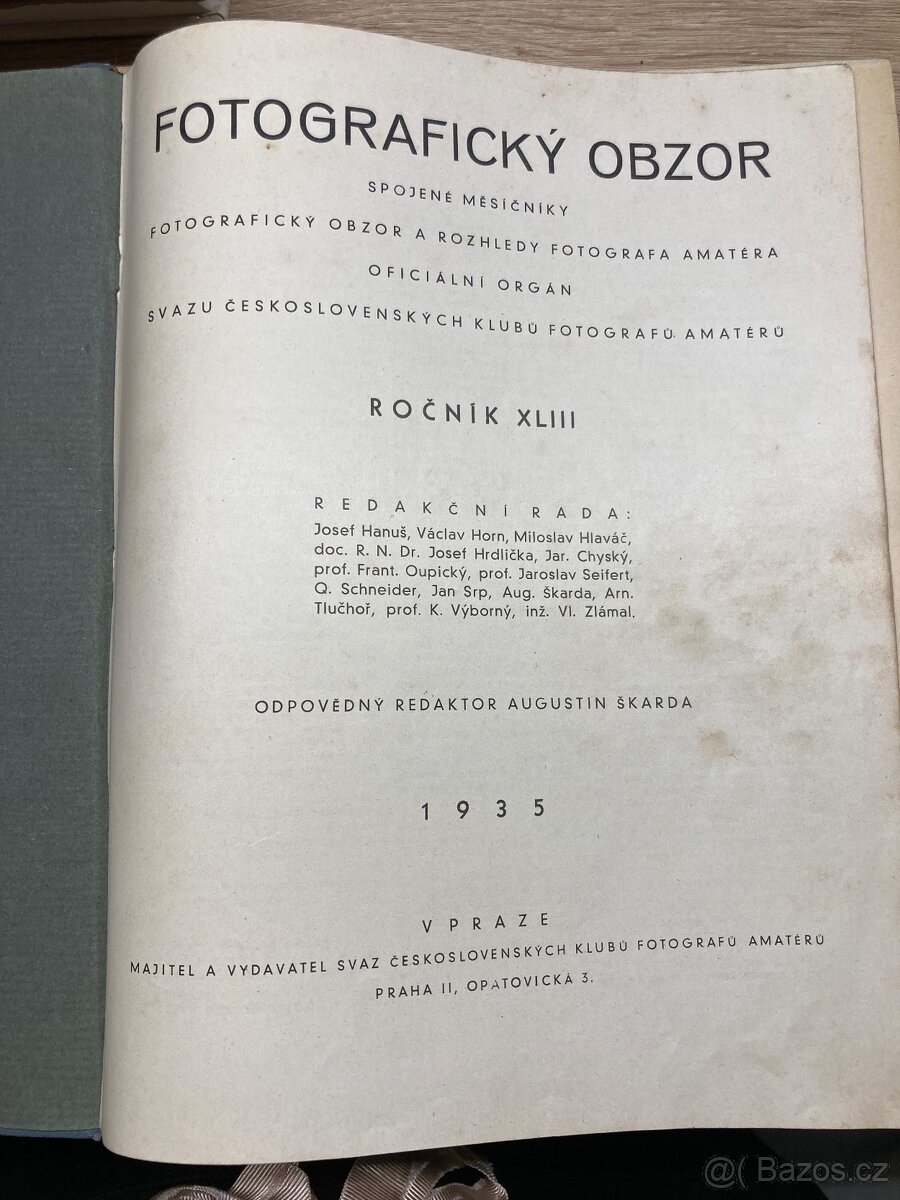 FOTOGRAFICKÝ OBZOR
SPOJENÉ MĚSÍČNÍKY
FOTOGRAFICKÝ OBZOR A ROZHLEDY FOTOGRAFA AMATÉRA
OFICIÁLNÍ ORGÁN
SVAZU ČESKOSLOVENSKÝCH KLUBŮ FOTOGRAFŮ AMATÉRŮ
ROČNÍK XLIII
REDAKČNÍ RADA:
Josef Hanuš, Václav Horn, Miloslav Hlaváč,
doc. R. N. Dr. Josef Hrdlička, Jar. Chyský,
prof. Frant. Oupický, prof. Jaroslav Seifert,
Q. Schneider, Jan Srp, Aug. Škarda, Arn.
Tlučhoř, prof. K. Výborný, inž. Vl. Zlámal.
ODPOVĚDNÝ REDAKTOR AUGUSTIN ŠKARDA
1935
V PRAZE
MAJITEL A VYDAVATEL SVAZ ČESKOSLOVENSKÝCH KLUBŮ FOTOGRAFŮ AMATÉRŮ
PRAHA II, OPATOVICKÁ 3.
@( Bazos.cz